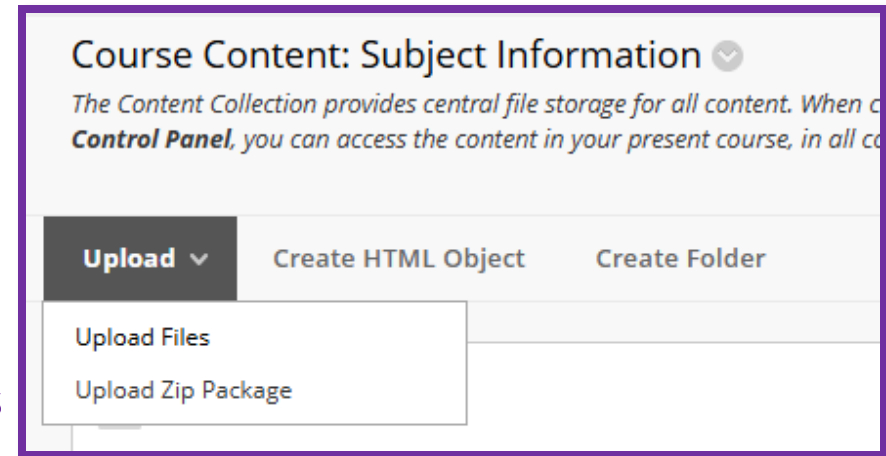 Course Content: Subject Information
The Content Collection provides central file storage for all content. When
Control Panel, you can access the content in your present course, in all
Upload Create HTML Object Create Folder
Upload Files
Upload Zip Package